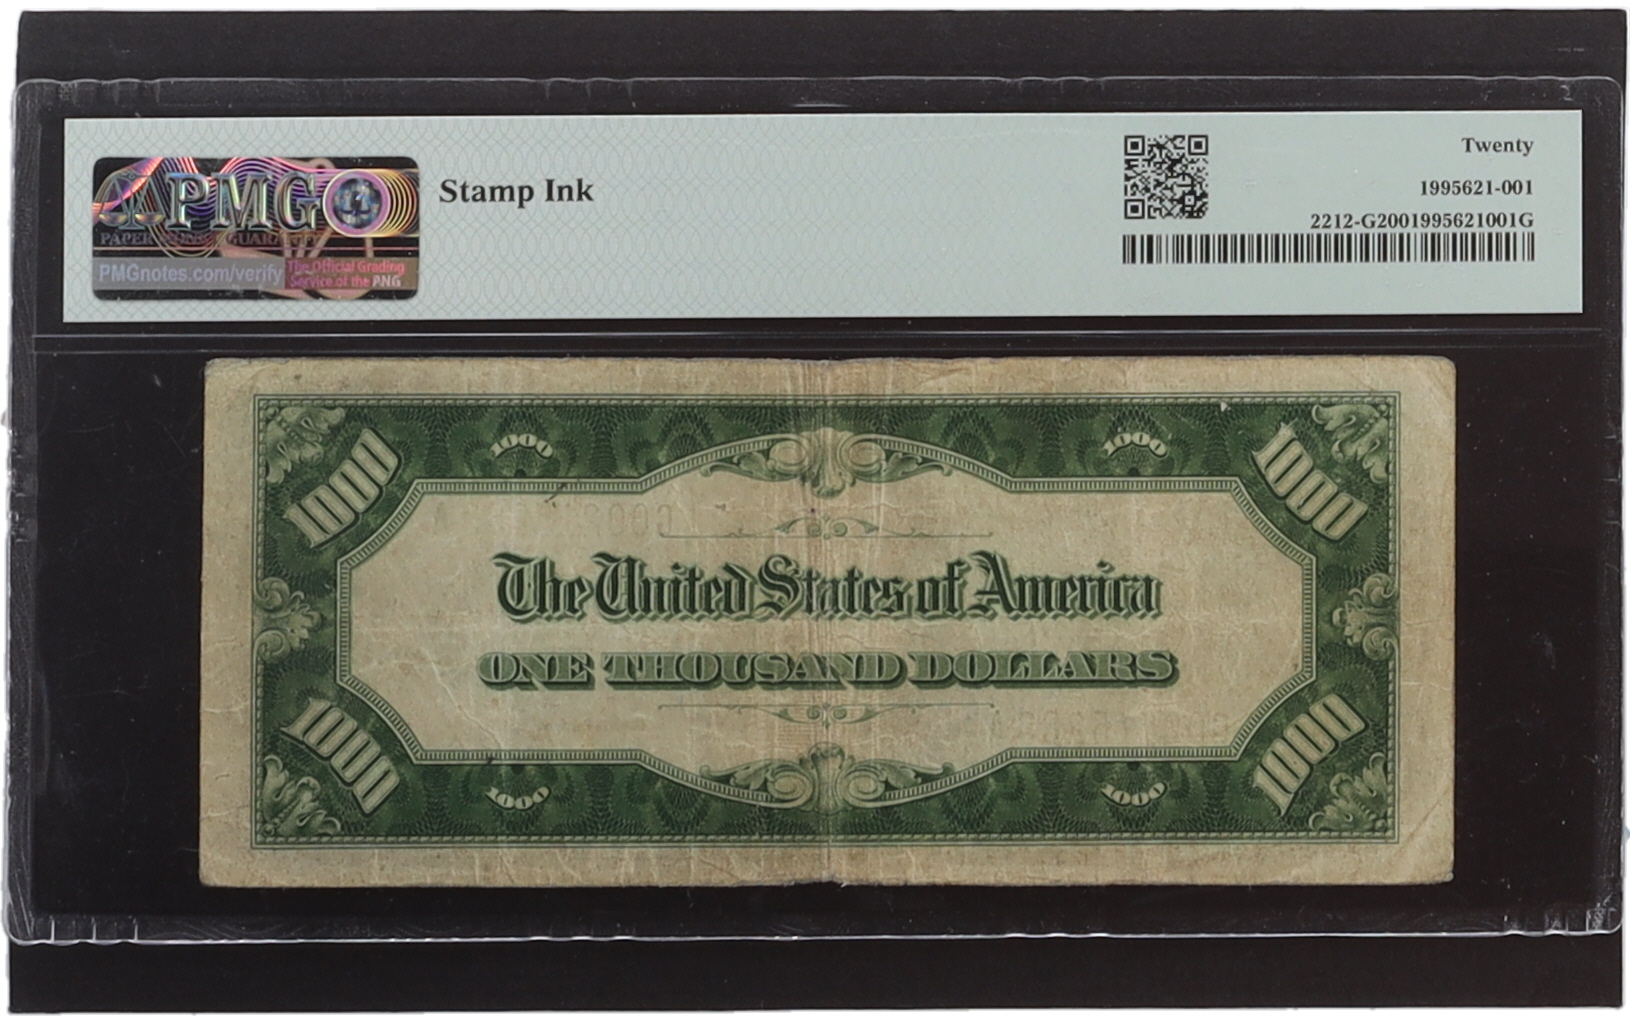 PMG
PAPER MONEY GUARANTY
PMGnotes.com/verify
The Official Grading
Service of the PNG
Stamp Ink
Twenty
1995621-001
2212-G2001995621001G
1000 1000 1000 1000
The United States of America
ONE THOUSAND DOLLARS
1000 1000 1000 1000